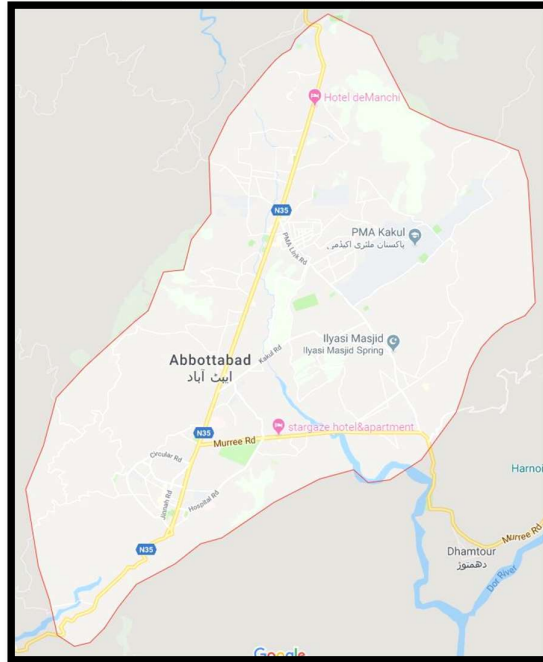 Hotel deManchi
N35
PMA Kakul
پاکستان ملٹری اکیڈمی
PMA Link Rd
Ilyasi Masjid
Ilyasi Masjid Spring
Kakul Rd
Abbottabad
ایبٹ آباد
stargaze hotel&apartment
N35
Murree Rd
Circular Rd
Harnoi
Jinnah Rd
Hospital Rd
Murree Rd
N35
Dhamtour
دھمتوڑ
Dor River
Google